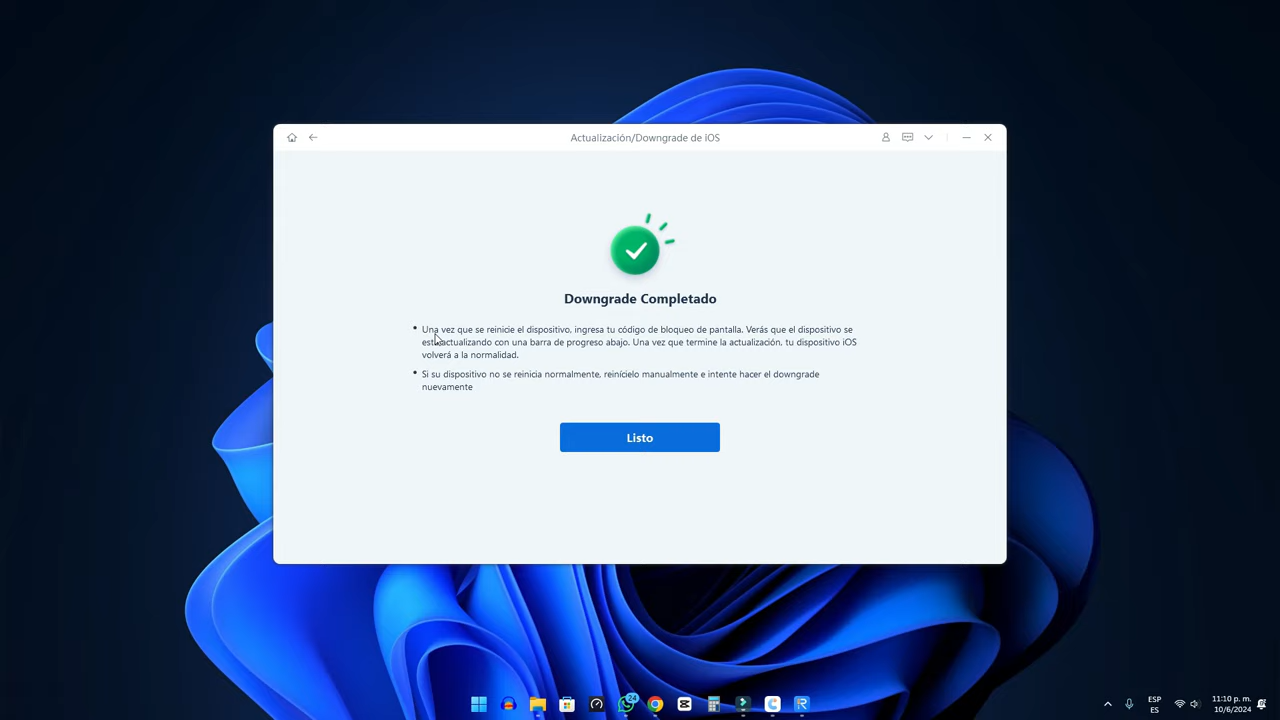 Actualización/Downgrade de iOS
Downgrade Completado
Una vez que se reinicie el dispositivo, ingresa tu código de bloqueo de pantalla. Verás que el dispositivo se
está actualizando con una barra de progreso abajo. Una vez que termine la actualización, tu dispositivo iOS
volverá a la normalidad.
Si su dispositivo no se reinicia normalmente, reinícielo manualmente e intente hacer el downgrade
nuevamente
Listo
24
ESP
ES
11:10 p. m.
10/6/2024